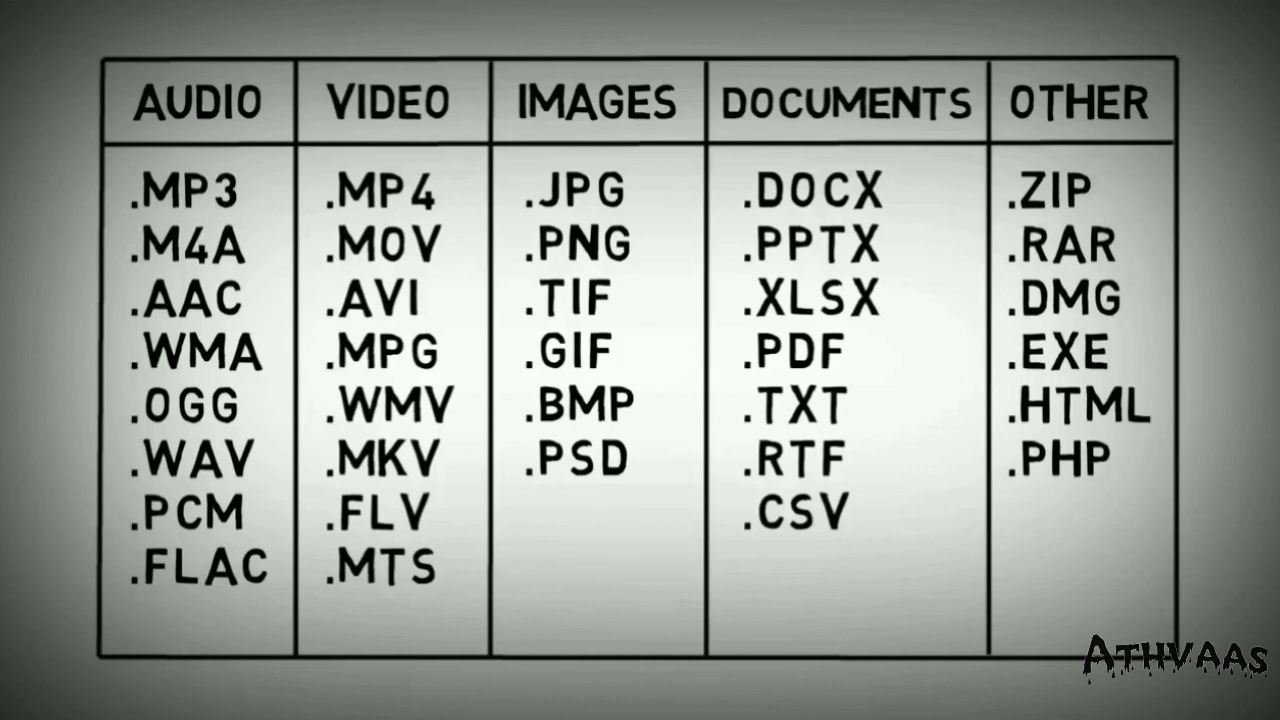 AUDIO VIDEO IMAGES DOCUMENTS OTHER
.MP3 .MP4 .JPG .DOCX .ZIP
.M4A .MOV .PNG .PPTX .RAR
.AAC .AVI .TIF .XLSX .DMG
.WMA .MPG .GIF .PDF .EXE
.OGG .WMV .BMP .TXT .HTML
.WAV .MKV .PSD .RTF .PHP
.PCM .FLV .CSV
.FLAC .MTS
ATHVAAS